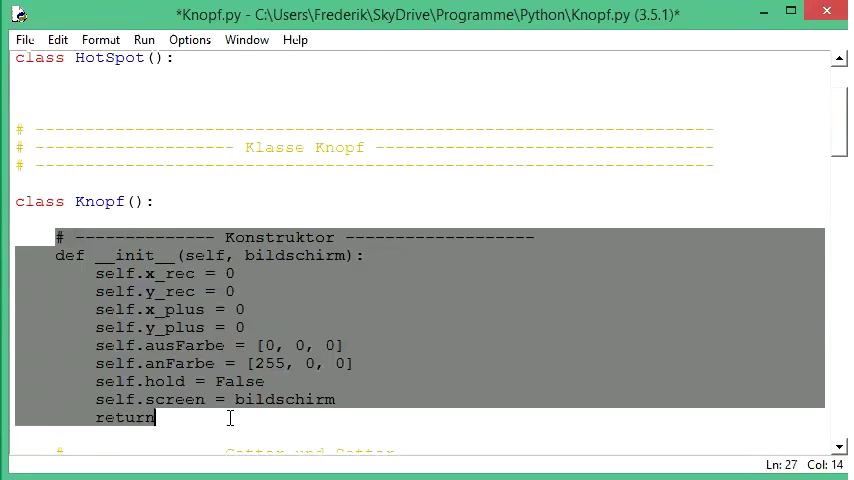 *Knopf.py - C:\Users\Frederik\SkyDrive\Programme\Python\Knopf.py (3.5.1)*
File Edit Format Run Options Window Help
class HotSpot():
# --------------------------------------------------------------------
# -------------------- Klasse Knopf ----------------------------------
# --------------------------------------------------------------------
class Knopf():
# -------------- Konstruktor -------------------
def __init__(self, bildschirm):
self.x_rec = 0
self.y_rec = 0
self.x_plus = 0
self.y_plus = 0
self.ausFarbe = [0, 0, 0]
self.anFarbe = [255, 0, 0]
self.hold = False
self.screen = bildschirm
return
# Getter und Setter
Ln: 27 Col: 14